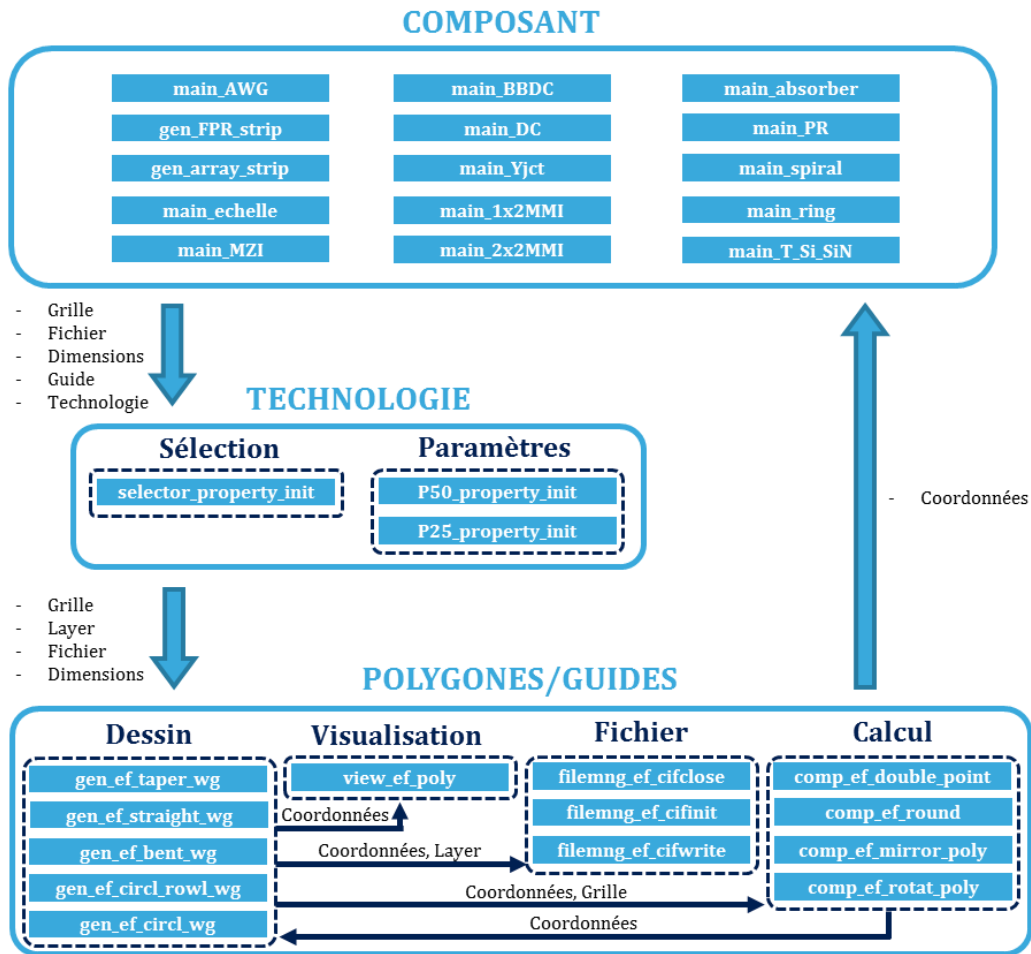 COMPOSANT
main_AWG
main_BBDC
main_absorber
gen_FPR_strip
main_DC
main_PR
gen_array_strip
main_Yjct
main_spiral
main_echelle
main_1x2MMI
main_ring
main_MZI
main_2x2MMI
main_T_Si_SiN
- Grille
- Fichier
- Dimensions
- Guide
- Technologie
TECHNOLOGIE
Sélection
Paramètres
selector_property_init
P50_property_init
P25_property_init
- Coordonnées
- Grille
- Layer
- Fichier
- Dimensions
POLYGONES/GUIDES
Dessin
Visualisation
Fichier
Calcul
gen_ef_taper_wg
view_ef_poly
filemng_ef_cifclose
comp_ef_double_point
gen_ef_straight_wg
Coordonnées
filemng_ef_cifinit
comp_ef_round
gen_ef_bent_wg
Coordonnées, Layer
filemng_ef_cifwrite
comp_ef_mirror_poly
gen_ef_circl_rowl_wg
Coordonnées, Grille
comp_ef_rotat_poly
gen_ef_circl_wg
Coordonnées